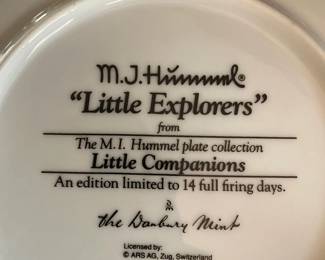 M.J.Hummel®
“Little Explorers”
from
The M. I. Hummel plate collection
Little Companions
An edition limited to 14 full firing days.
the Danbury Mint
Licensed by:
© ARS AG, Zug, Switzerland